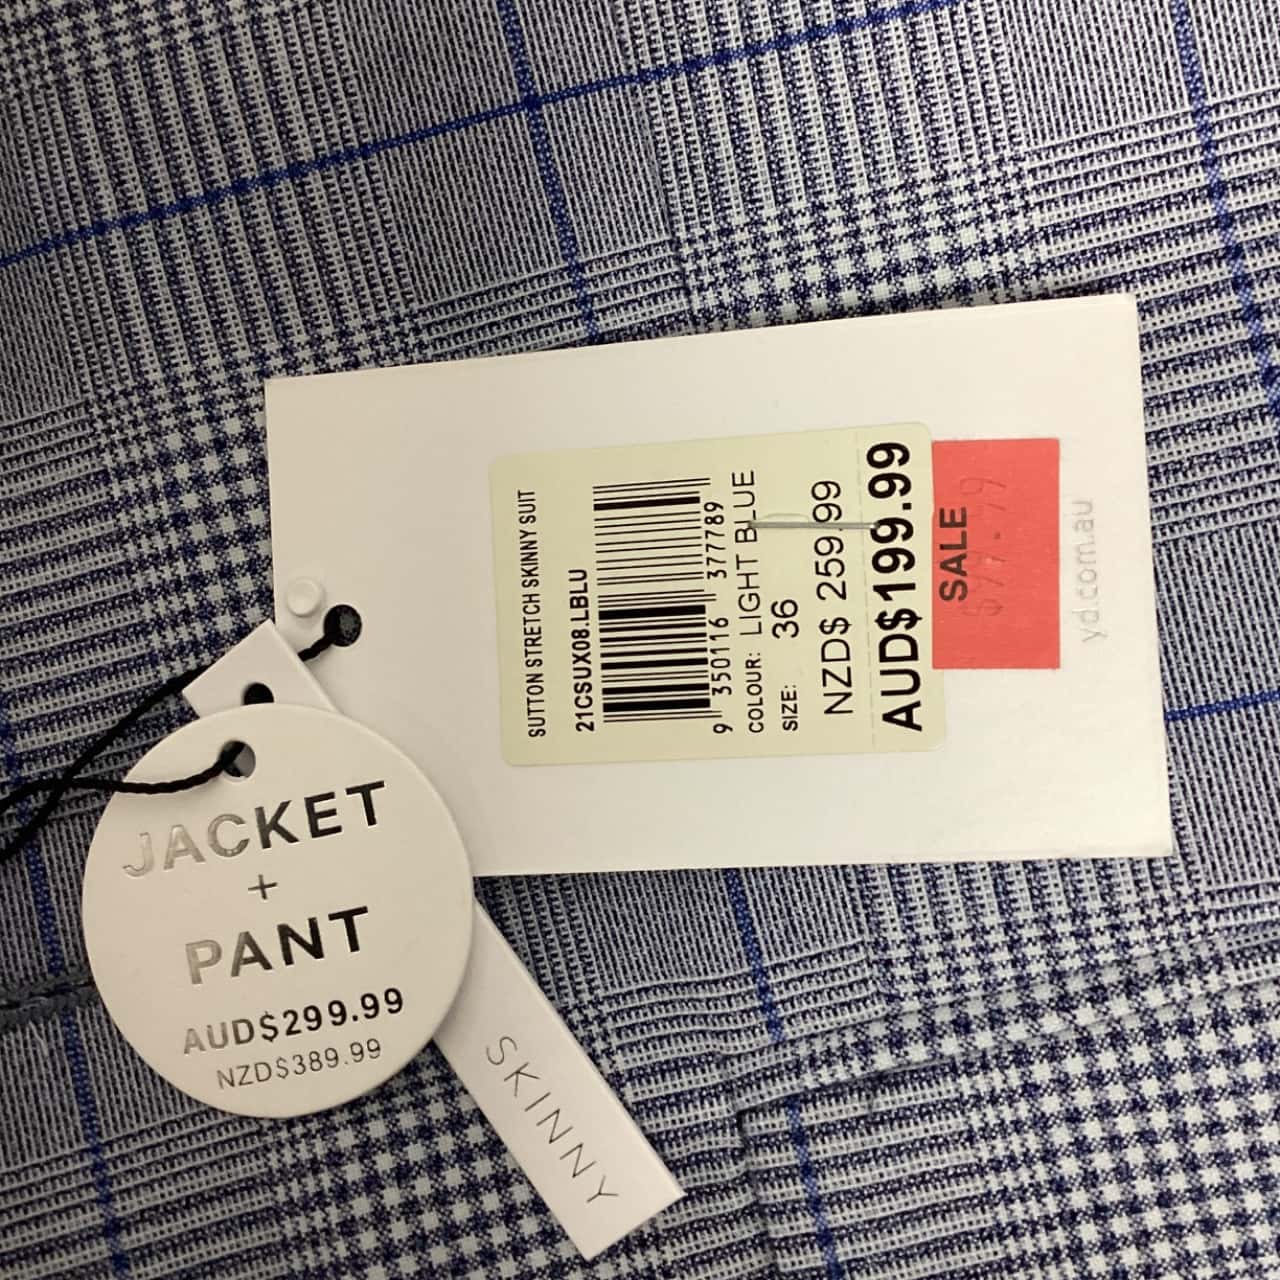 SUTTON STRETCH SKINNY SUIT
21CSUX08.LBLU
9 350116 377789
COLOUR: LIGHT BLUE
SIZE: 36
NZD$ 259.99
AUD$199.99
SALE
yd.com.au
JACKET
+
PANT
AUD$299.99
NZD$389.99
SKINNY